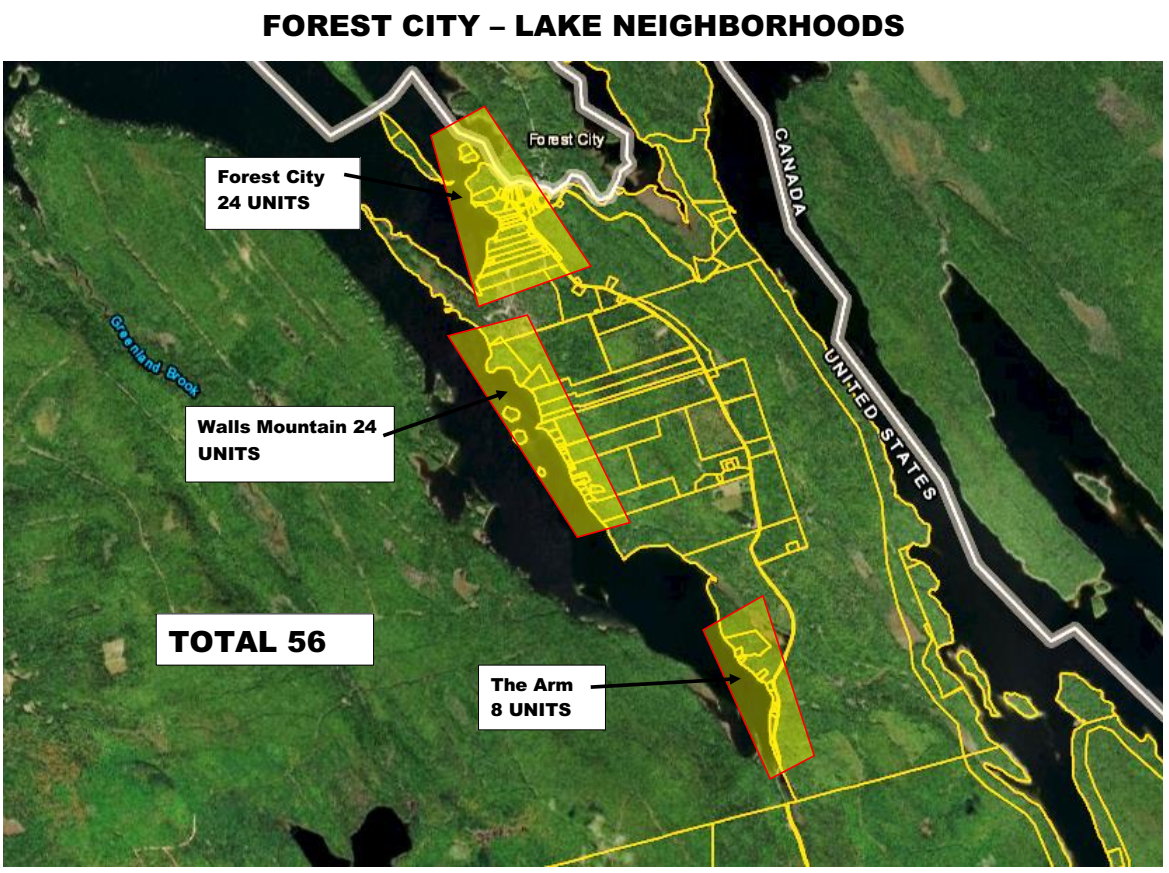 FOREST CITY – LAKE NEIGHBORHOODS
Forest City
CANADA
Forest City
24 UNITS
Greenland Brook
UNITED STATES
Walls Mountain 24
UNITS
TOTAL 56
The Arm
8 UNITS